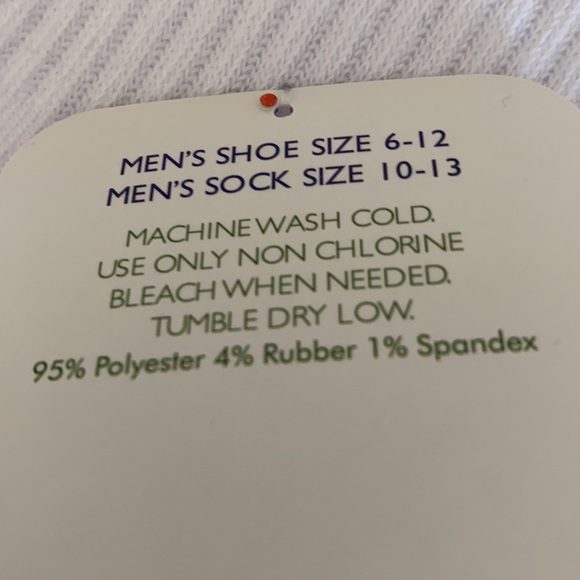 MEN'S SHOE SIZE 6-12
MEN'S SOCK SIZE 10-13
MACHINE WASH COLD.
USE ONLY NON CHLORINE
BLEACH WHEN NEEDED.
TUMBLE DRY LOW.
95% Polyester 4% Rubber 1% Spandex